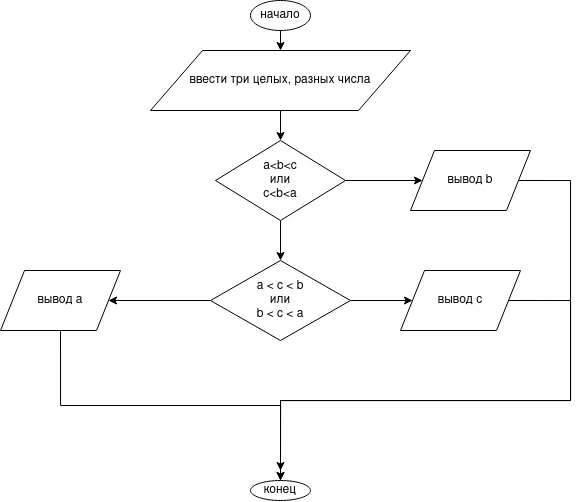 начало
ввести три целых, разных числа
a<b<c
или
c<b<a
вывод b
a < c < b
или
b < c < a
вывод a
вывод c
конец